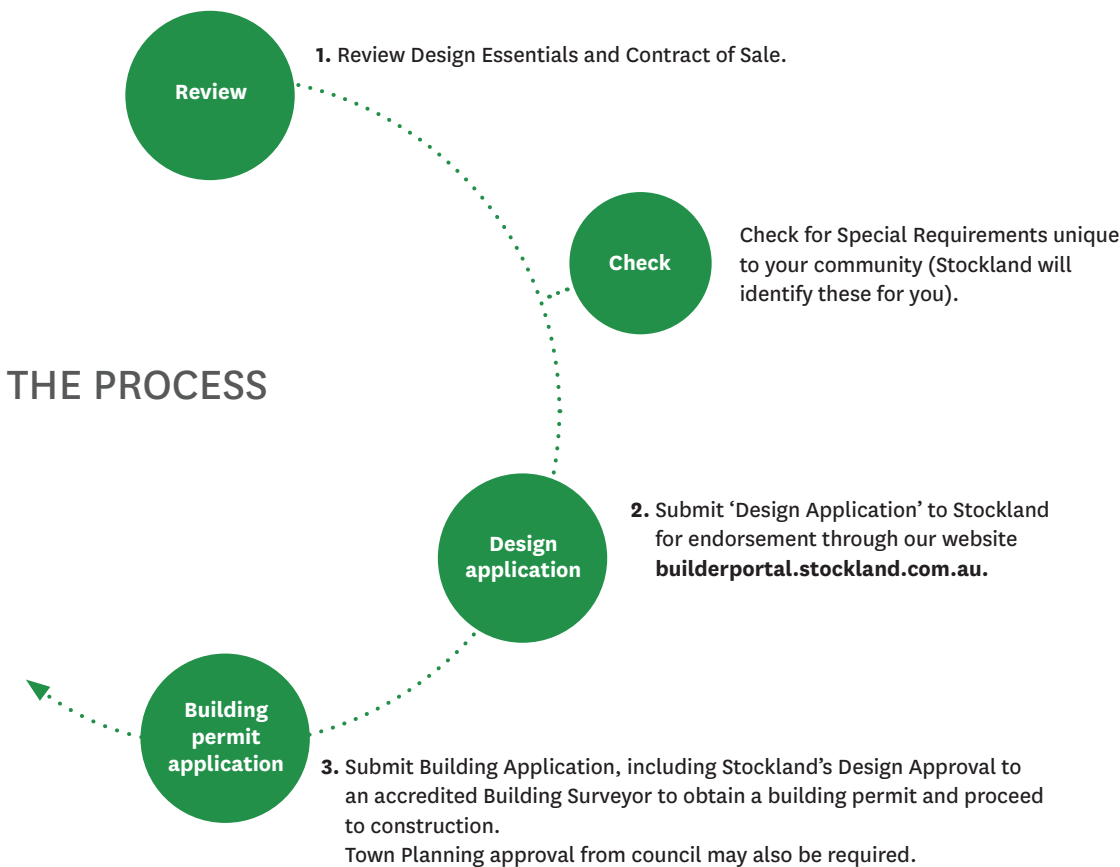 Review
1. Review Design Essentials and Contract of Sale.
Check
Check for Special Requirements unique
to your community (Stockland will
identify these for you).
THE PROCESS
Design
application
2. Submit ‘Design Application’ to Stockland
for endorsement through our website
builderportal.stockland.com.au.
Building
permit
application
3. Submit Building Application, including Stockland’s Design Approval to
an accredited Building Surveyor to obtain a building permit and proceed
to construction.
Town Planning approval from council may also be required.